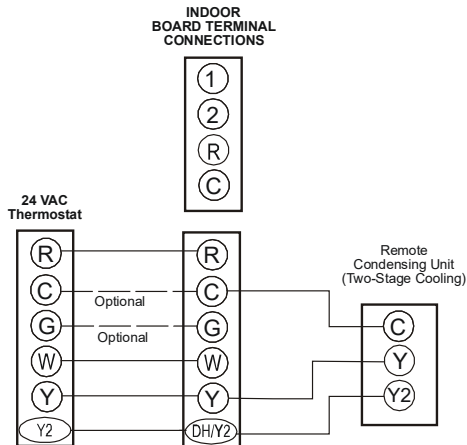 INDOOR
BOARD TERMINAL
CONNECTIONS
1
2
R
C
24 VAC
Thermostat
R
C
G
W
Y
Y2
Optional
Optional
R
C
G
W
Y
DH/Y2
Remote
Condensing Unit
(Two-Stage Cooling)
C
Y
Y2